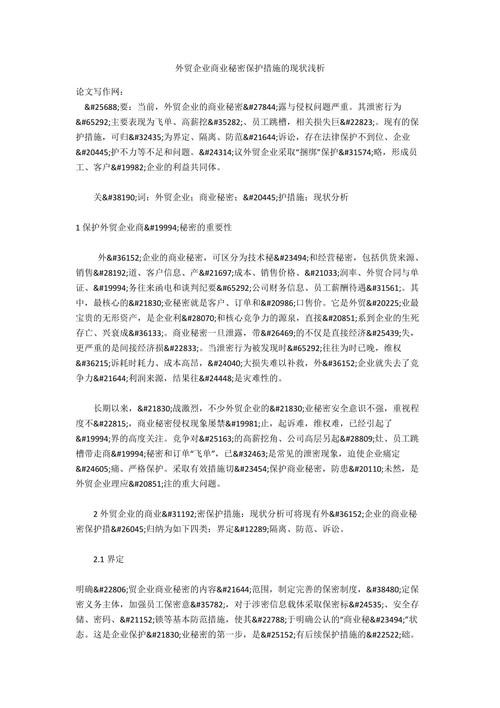 外贸企业商业秘密保护措施的现状浅析
论文写作网：
&#25688;要：当前，外贸企业的商业秘密&#27844;露与侵权问题严重。其泄密行为
&#65292;主要表现为飞单、高薪挖&#35282;、员工跳槽，相关损失巨&#22823;。现有的保
护措施，可归&#32435;为界定、隔离、防范&#21644;诉讼，存在法律保护不到位、企业
&#20445;护不力等不足和问题。&#24314;议外贸企业采取“捆绑”保护&#31574;略，形成员
工、客户&#19982;企业的利益共同体。
关&#38190;词：外贸企业；商业秘密；&#20445;护措施；现状分析
1 保护外贸企业商&#19994;秘密的重要性
外&#36152;企业的商业秘密，可区分为技术秘&#23494;和经营秘密，包括供货来源、
销售&#28192;道、客户信息、产&#21697;成本、销售价格、&#21033;润率、外贸合同与单
证、&#19994;务往来函电和谈判纪要&#65292;公司财务信息、员工薪酬待遇&#31561;。其
中，最核心的&#21830;业秘密就是客户、订单和&#20986;口售价。它是外贸&#20225;业最
宝贵的无形资产，是企业利&#28070;和核心竞争力的源泉，直接&#20851;系到企业的生死
存亡、兴衰成&#36133;。商业秘密一旦泄露，带&#26469;的不仅是直接经济&#25439;失，
更严重的是间接经济损&#22833;。当泄密行为被发现时&#65292;往往为时已晚，维权
&#36215;诉耗时耗力、成本高昂，&#24040;大损失难以补救，外&#36152;企业就失去了竞
争力&#21644;利润来源，结果往&#24448;是灾难性的。
长期以来，&#21830;战激烈，不少外贸企业的&#21830;业秘密安全意识不强，重视程
度不&#22815;，商业秘密侵权现象屡禁&#19981;止，起诉难，维权难，已经引起了
&#19994;界的高度关注。竞争对&#25163;的高薪挖角、公司高层另起&#28809;灶、员工跳
槽带走商&#19994;秘密和订单“飞单”，已&#32463;是常见的泄密现象，迫使企业痛定
&#24605;痛、严格保护。采取有效措施切&#23454;保护商业秘密，防患&#20110;未然，是
外贸企业理应&#20851;注的重大问题。
2 外贸企业的商业&#31192;密保护措施：现状分析可将现有外&#36152;企业的商业秘
密保护措&#26045;归纳为如下四类：界定&#12289;隔离、防范、诉讼。
2.1 界定
明确&#22806;贸企业商业秘密的内容&#21644;范围，制定完善的保密制度，&#38480;定保
密义务主体，加强员工保密意&#35782;，对于涉密信息载体采取保密标&#24535;、安全存
储、密码、&#21152;锁等基本防范措施，使其&#22788;于明确公认的“商业秘&#23494;”状
态。这是企业保护&#21830;业秘密的第一步，是&#25152;有后续保护措施的&#22522;础。